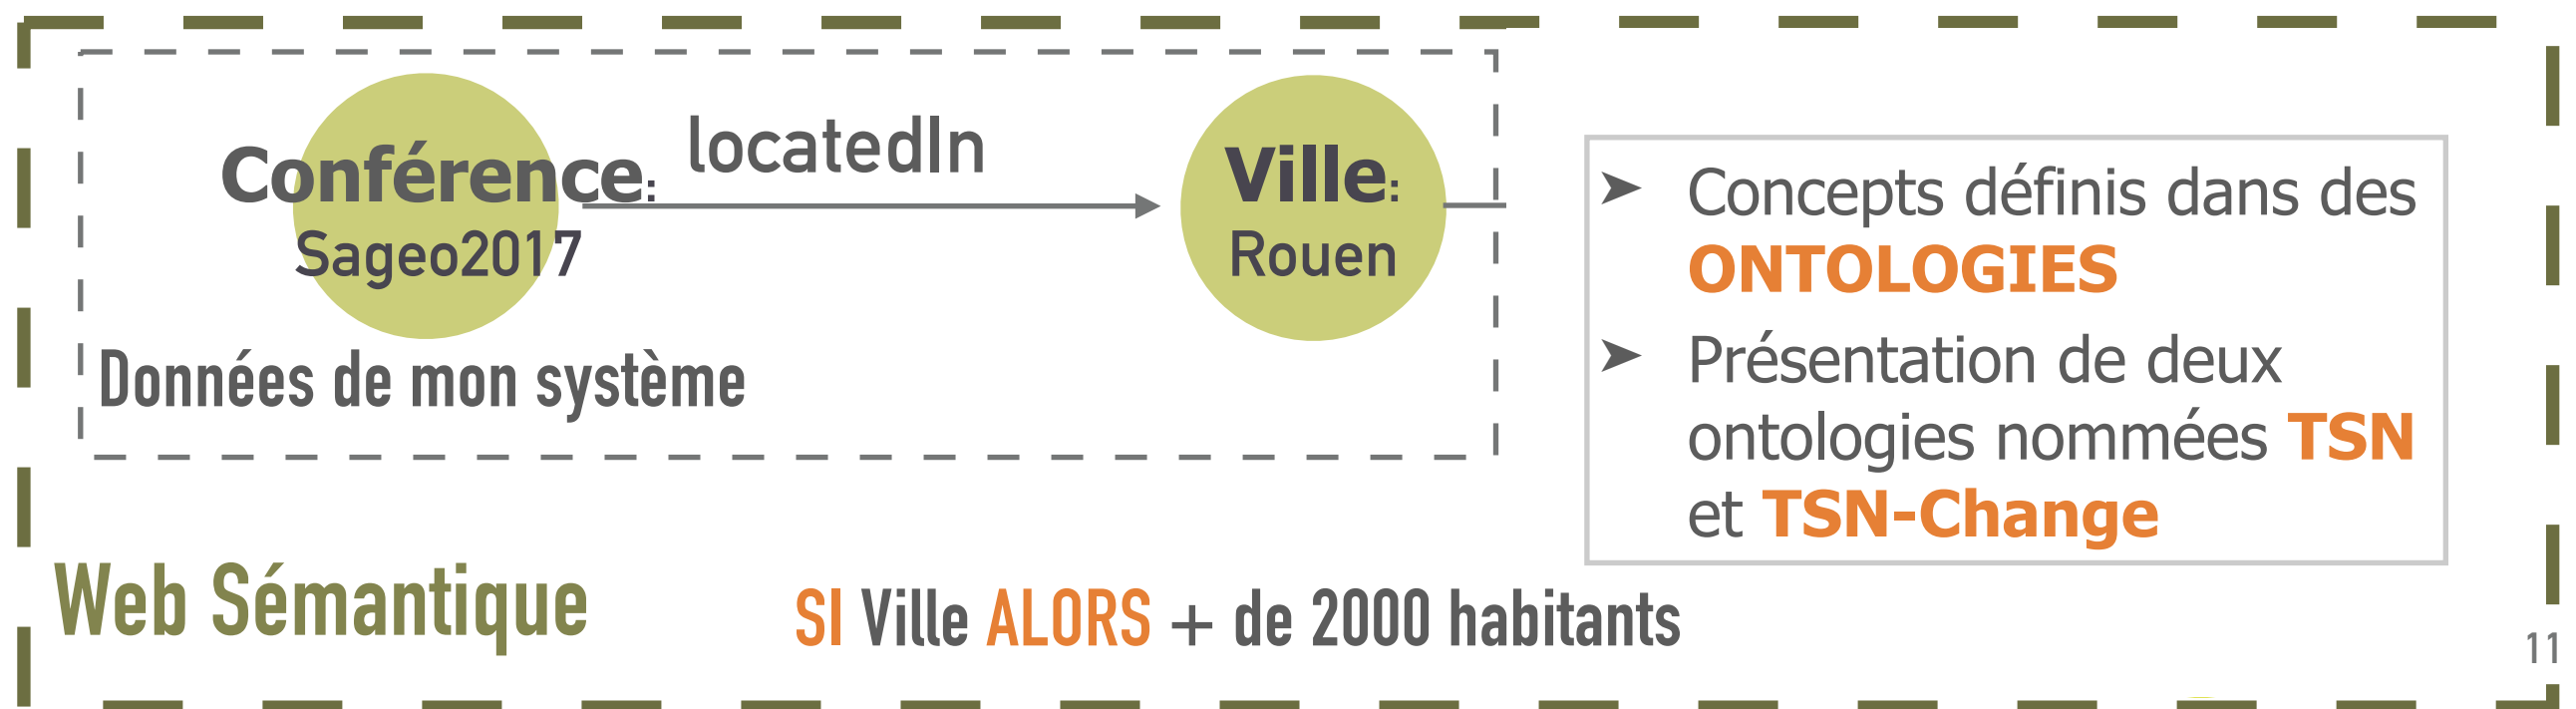 Conférence:
Sageo2017
locatedIn
Ville:
Rouen
Données de mon système
➤ Concepts définis dans des
ONTOLOGIES
➤ Présentation de deux
ontologies nommées TSN
et TSN-Change
Web Sémantique
SI Ville ALORS + de 2000 habitants
11